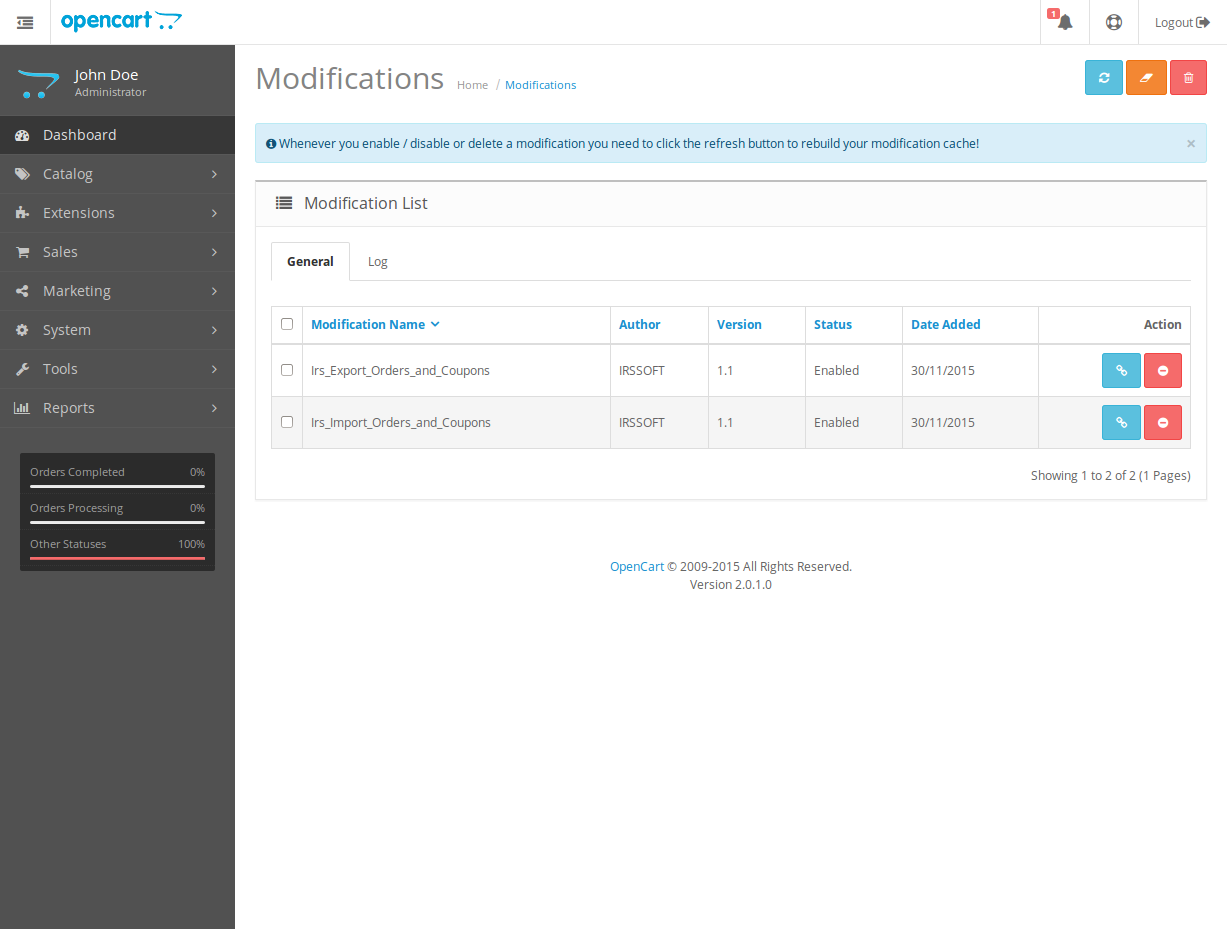 opencart
1
Logout
John Doe
Administrator
Dashboard
Catalog
Extensions
Sales
Marketing
System
Tools
Reports
Orders Completed 0%
Orders Processing 0%
Other Statuses 100%
Modifications Home / Modifications
Whenever you enable / disable or delete a modification you need to click the refresh button to rebuild your modification cache! ×
Modification List
General Log
Modification Name Author Version Status Date Added Action
Irs_Export_Orders_and_Coupons IRSSOFT 1.1 Enabled 30/11/2015
Irs_Import_Orders_and_Coupons IRSSOFT 1.1 Enabled 30/11/2015
Showing 1 to 2 of 2 (1 Pages)
OpenCart © 2009-2015 All Rights Reserved.
Version 2.0.1.0